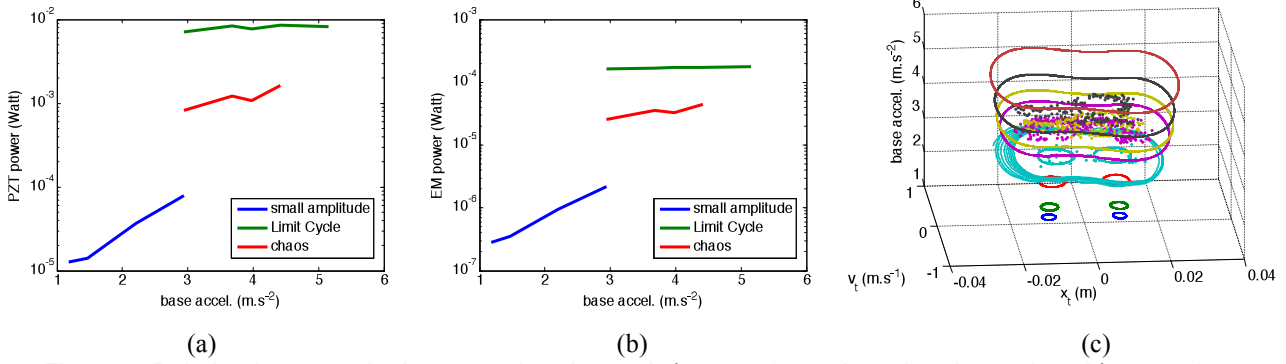 10⁻²
10⁻³
10⁻⁴
10⁻⁵
PZT power (Watt)
1 2 3 4 5 6
base accel. (m.s⁻²)
small amplitude
Limit Cycle
chaos
(a)
10⁻³
10⁻⁴
10⁻⁵
10⁻⁶
10⁻⁷
EM power (Watt)
1 2 3 4 5 6
base accel. (m.s⁻²)
small amplitude
Limit Cycle
chaos
(b)
6
5
4
3
2
1
base accel. (m.s⁻²)
1
0
-1
vₜ (m.s⁻¹)
-0.04 -0.02 0 0.02 0.04
xₜ (m)
(c)